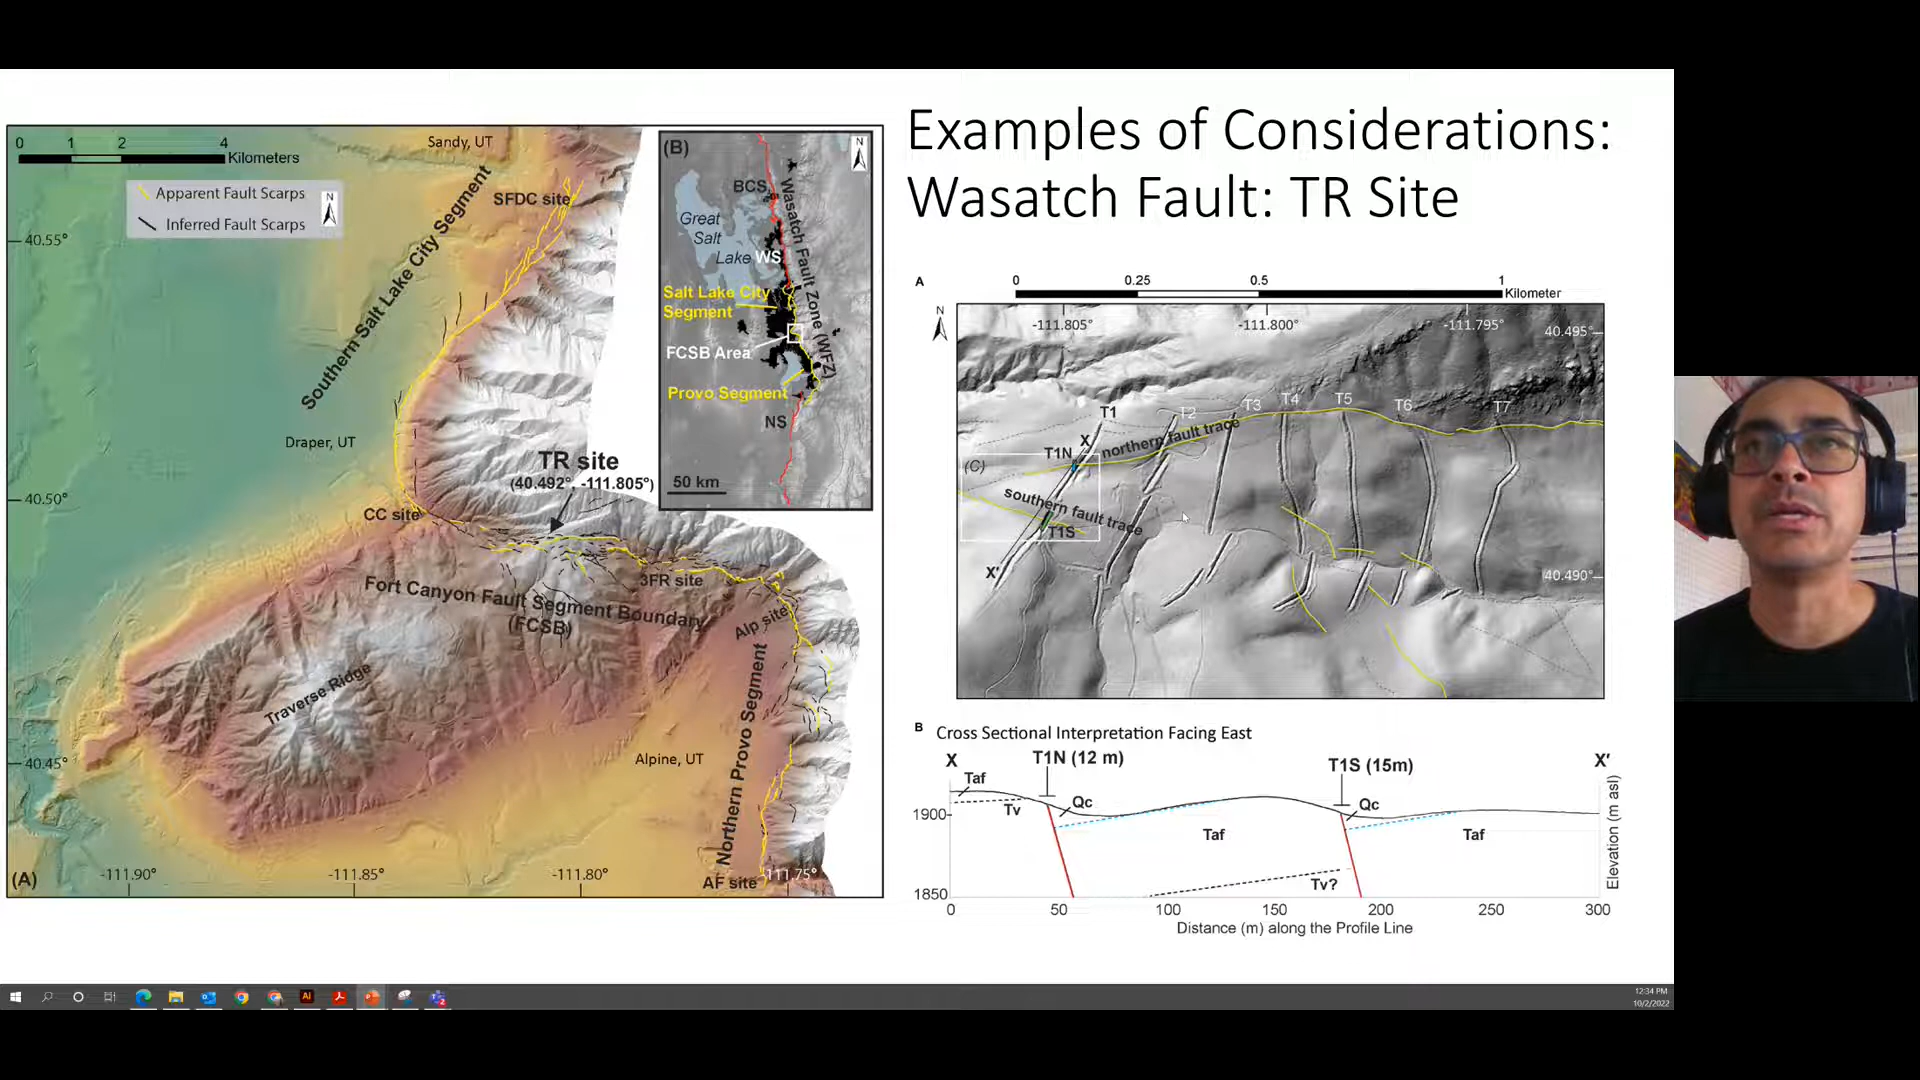 Examples of Considerations:
Wasatch Fault: TR Site
0 1 2 4
Kilometers
Apparent Fault Scarps
Inferred Fault Scarps
N
Sandy, UT
SFDC site
Southern Salt Lake City Segment
40.55°
Draper, UT
TR site
(40.492°, -111.805°)
40.50°
CC site
3FR site
Fort Canyon Fault Segment Boundary
(FCSB)
Alp site
Traverse Ridge
Northern Provo Segment
Alpine, UT
40.45°
(A)
-111.90° -111.85° -111.80° -111.75°
AF site
(B)
N
BCS
Great
Salt
Lake
WS
Wasatch Fault Zone (WFZ)
Salt Lake City
Segment
FCSB Area
Provo Segment
NS
50 km
A
0 0.25 0.5 1
Kilometer
N
-111.805° -111.800° -111.795° 40.495°
T1 T2 T3 T4 T5 T6 T7
X
T1N
northern fault trace
(C)
southern fault trace
T1S
X'
40.490°
B Cross Sectional Interpretation Facing East
X T1N (12 m) T1S (15m) X'
Taf
Tv
Qc
Qc
1900
Taf
Taf
Tv?
1850
Elevation (m asl)
0 50 100 150 200 250 300
Distance (m) along the Profile Line
Ai
12:34 PM
10/2/2022